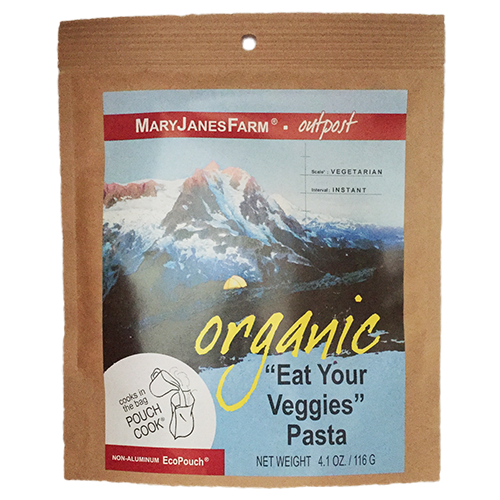 MARYJANESFARM® • outpost
Scale: VEGETARIAN
Interval: INSTANT
organic
"Eat Your
Veggies"
Pasta
NET WEIGHT 4.1 OZ. / 116 G
cooks in
the bag
POUCH
COOK®
NON-ALUMINUM EcoPouch®